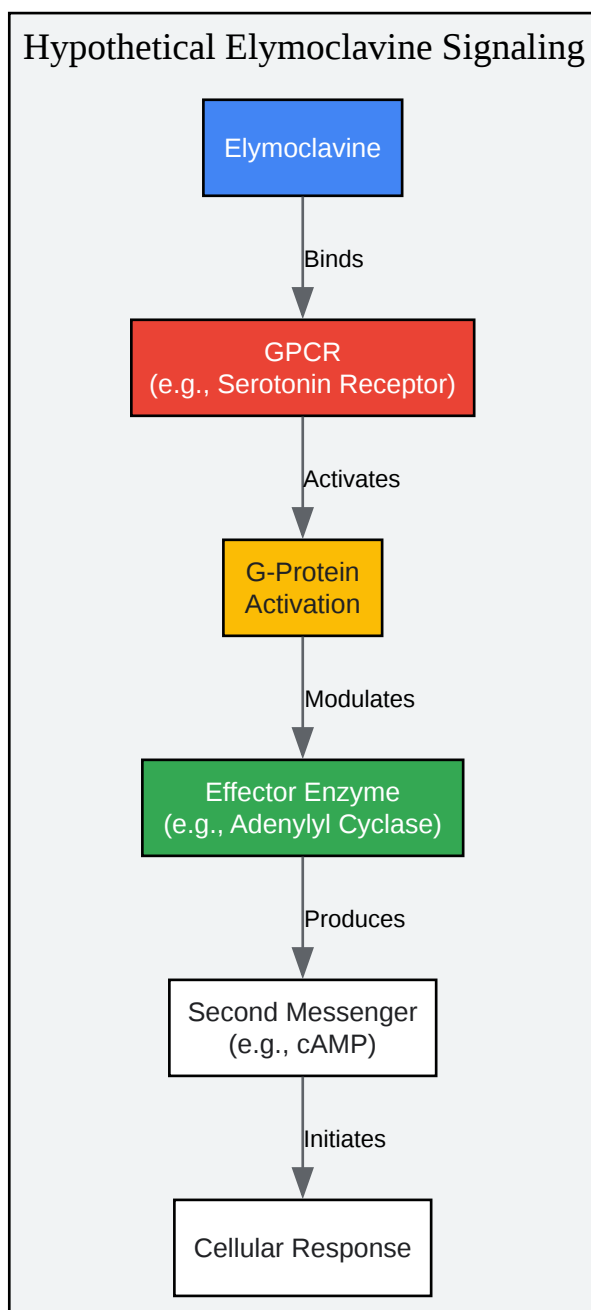 Hypothetical Elymoclavine Signaling
Elymoclavine
Binds
GPCR
(e.g., Serotonin Receptor)
Activates
G-Protein
Activation
Modulates
Effector Enzyme
(e.g., Adenylyl Cyclase)
Produces
Second Messenger
(e.g., cAMP)
Initiates
Cellular Response